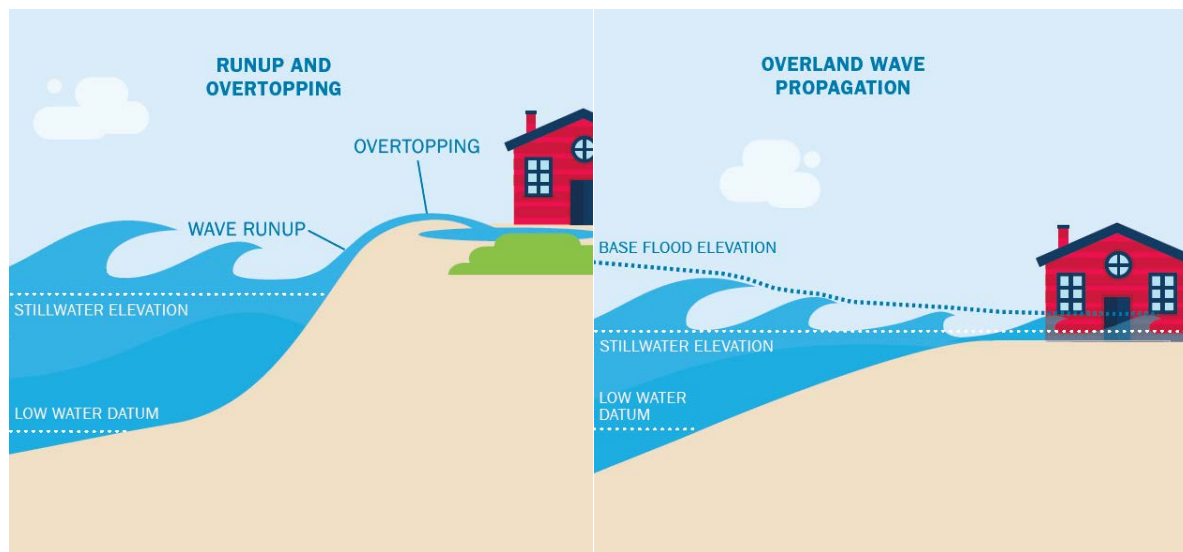 RUNUP AND
OVERTOPPING
OVERTOPPING
WAVE RUNUP
STILLWATER ELEVATION
LOW WATER DATUM
OVERLAND WAVE
PROPAGATION
BASE FLOOD ELEVATION
STILLWATER ELEVATION
LOW WATER
DATUM